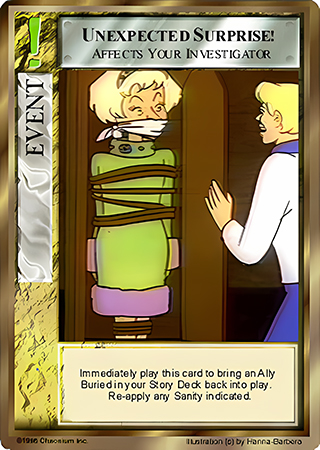 UNEXPECTED SURPRISE!
AFFECTS YOUR INVESTIGATOR
EVENT
Immediately play this card to bring an Ally
Buried in your Story Deck back into play.
Re-apply any Sanity indicated.
©1996 Chaosium Inc.
Illustration (c) by Hanna-Barbera